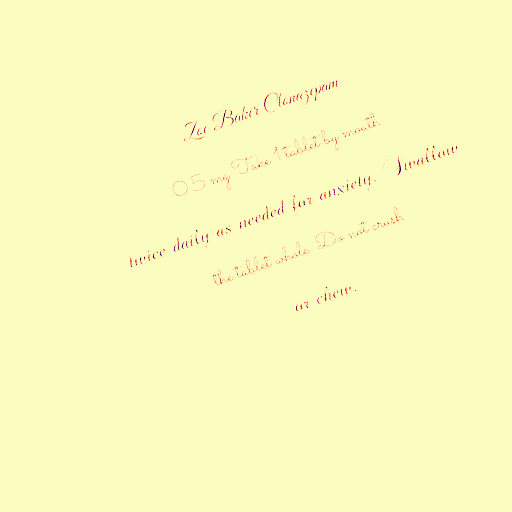 Zoe Baker Clonazepam
0.5 mg Take 1 tablet by mouth
twice daily as needed for anxiety. Swallow
the tablet whole. Do not crush
or chew.